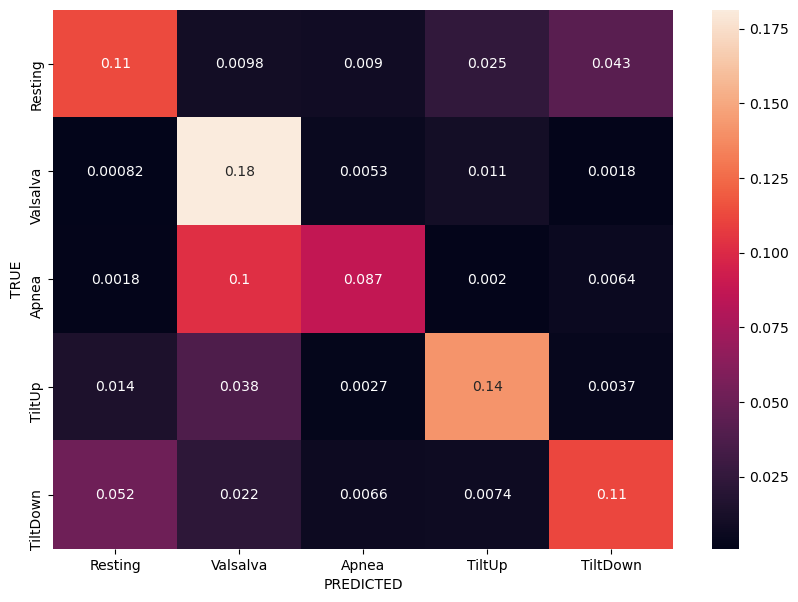 Resting 0.11 0.0098 0.009 0.025 0.043
Valsalva 0.00082 0.18 0.0053 0.011 0.0018
Apnea 0.0018 0.1 0.087 0.002 0.0064
TiltUp 0.014 0.038 0.0027 0.14 0.0037
TiltDown 0.052 0.022 0.0066 0.0074 0.11
TRUE
Resting Valsalva Apnea TiltUp TiltDown
PREDICTED
0.175
0.150
0.125
0.100
0.075
0.050
0.025